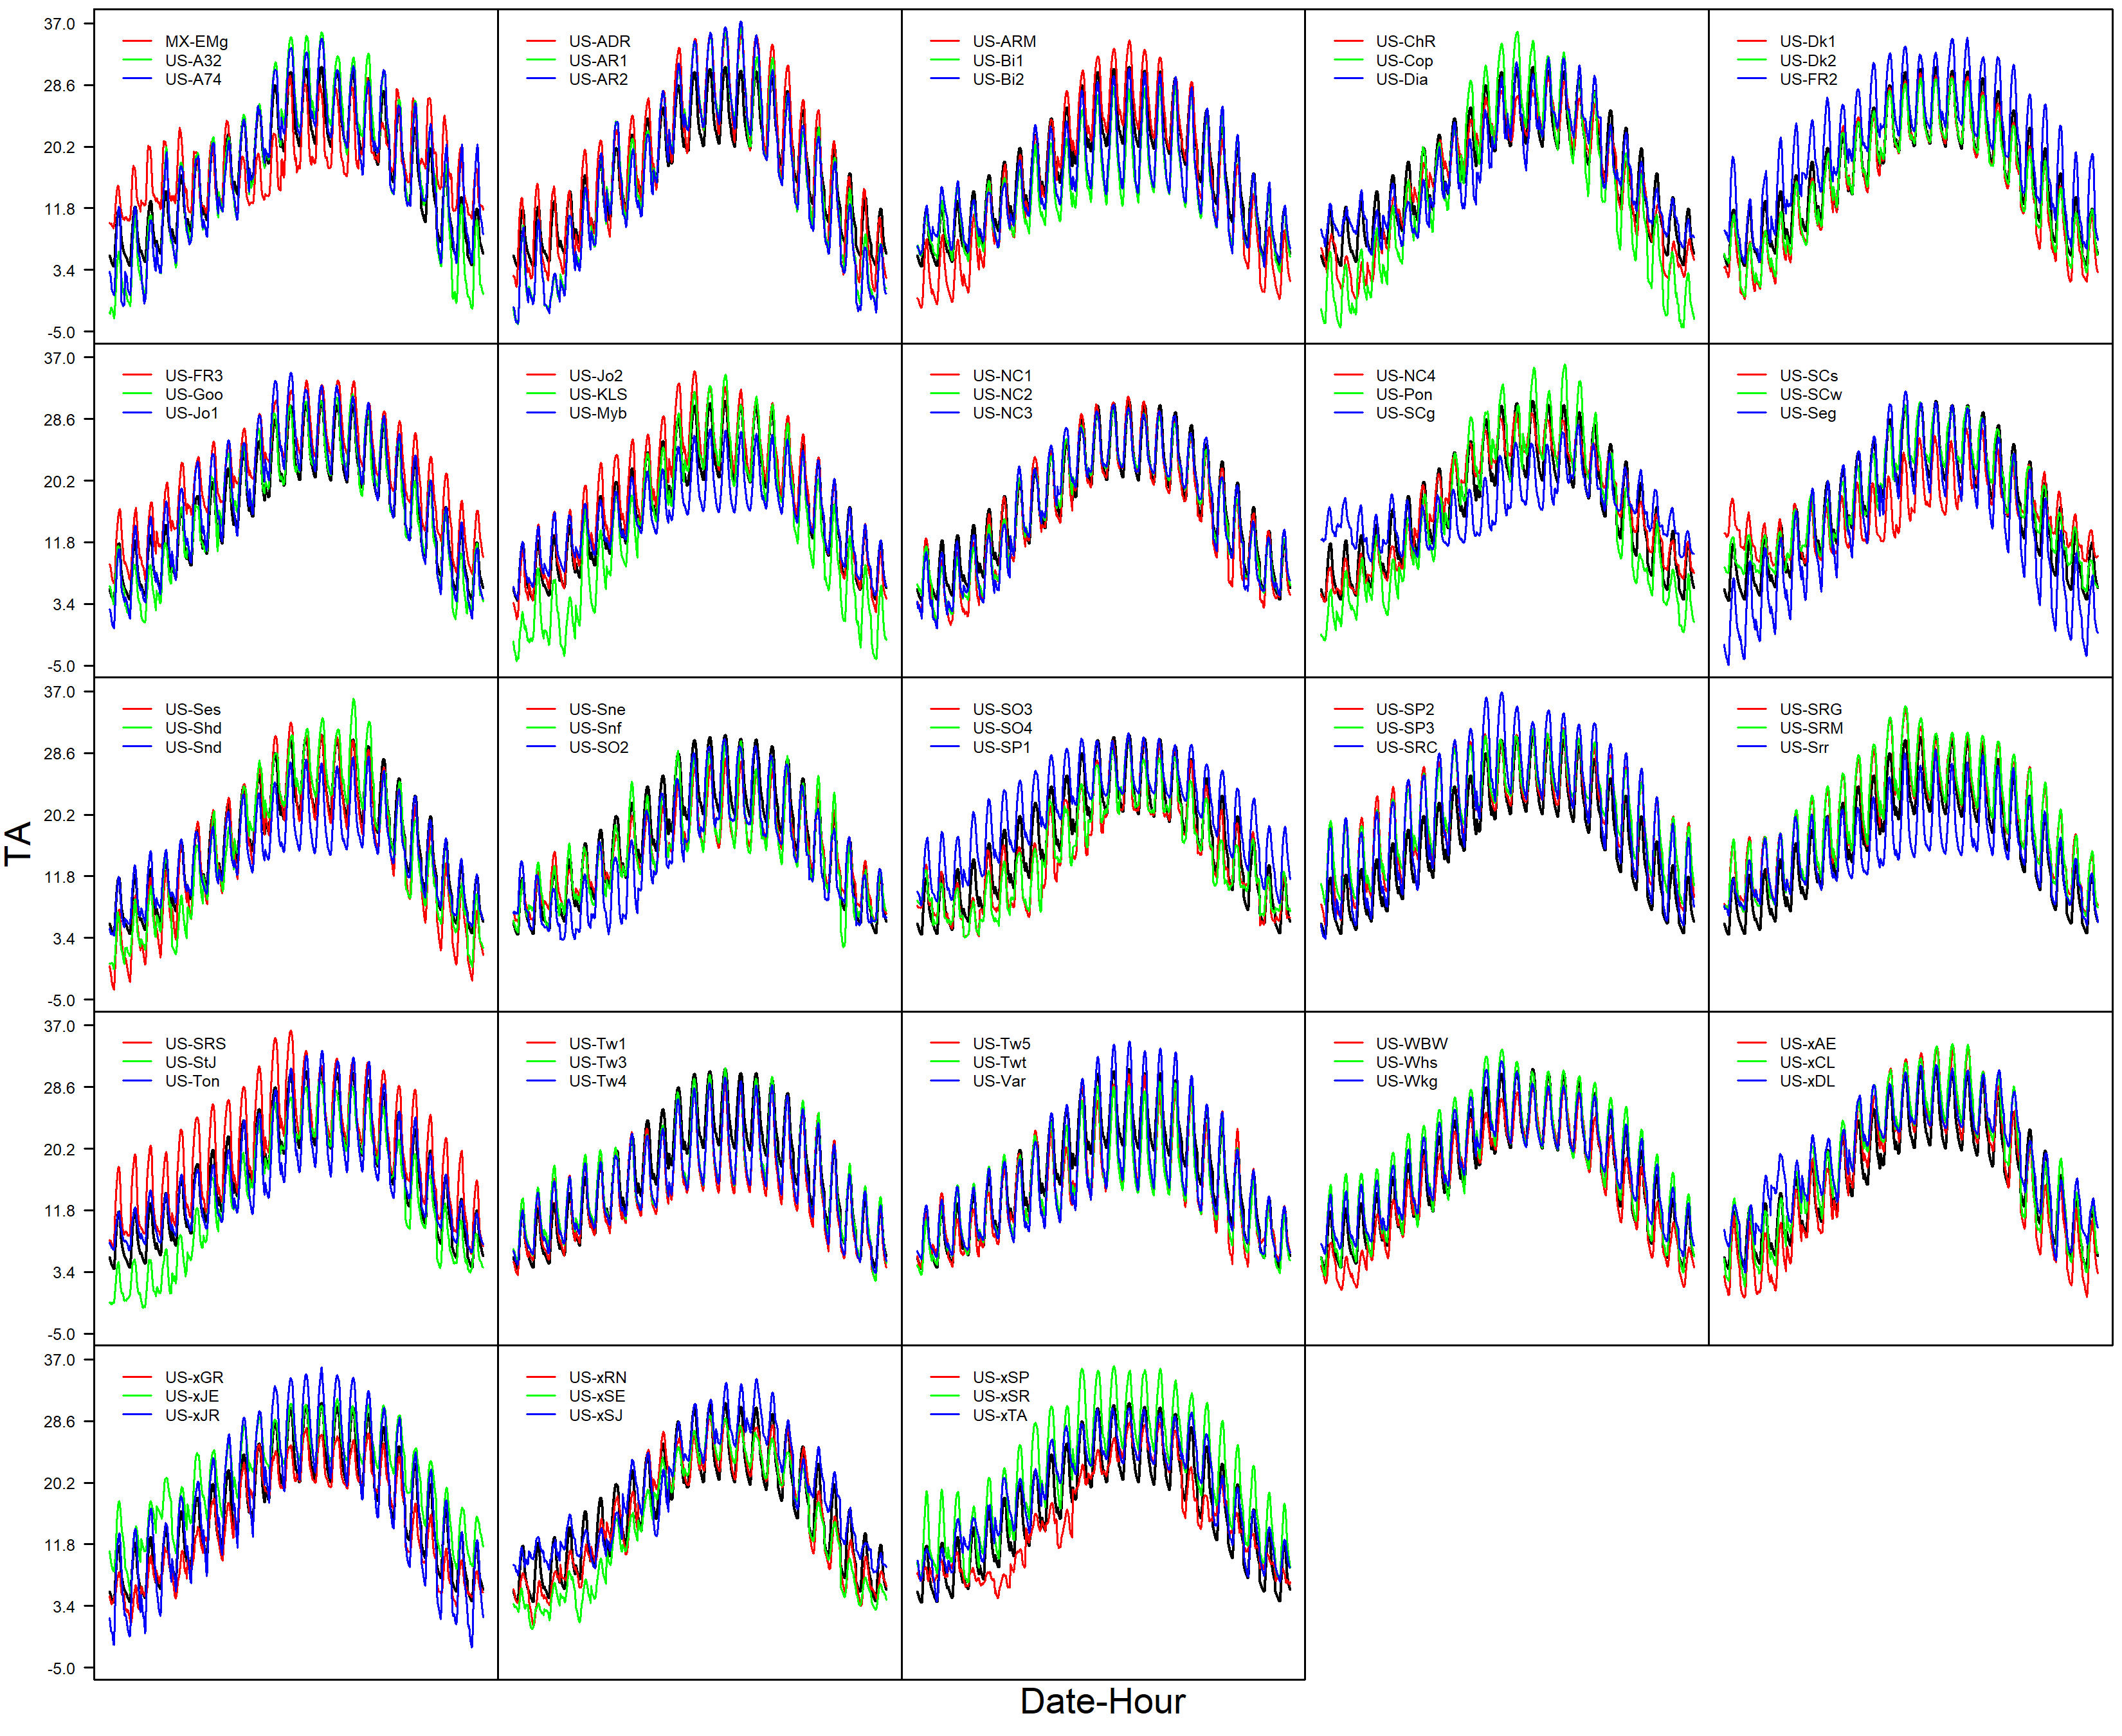 37.0
28.6
20.2
11.8
3.4
-5.0
MX-EMg
US-A32
US-A74
US-ADR
US-AR1
US-AR2
US-ARM
US-Bi1
US-Bi2
US-ChR
US-Cop
US-Dia
US-Dk1
US-Dk2
US-FR2
37.0
28.6
20.2
11.8
3.4
-5.0
US-FR3
US-Goo
US-Jo1
US-Jo2
US-KLS
US-Myb
US-NC1
US-NC2
US-NC3
US-NC4
US-Pon
US-SCg
US-SCs
US-SCw
US-Seg
TA
37.0
28.6
20.2
11.8
3.4
-5.0
US-Ses
US-Shd
US-Snd
US-Sne
US-Snf
US-SO2
US-SO3
US-SO4
US-SP1
US-SP2
US-SP3
US-SRC
US-SRG
US-SRM
US-Srr
37.0
28.6
20.2
11.8
3.4
-5.0
US-SRS
US-StJ
US-Ton
US-Tw1
US-Tw3
US-Tw4
US-Tw5
US-Twt
US-Var
US-WBW
US-Whs
US-Wkg
US-xAE
US-xCL
US-xDL
37.0
28.6
20.2
11.8
3.4
-5.0
US-xGR
US-xJE
US-xJR
US-xRN
US-xSE
US-xSJ
US-xSP
US-xSR
US-xTA
Date-Hour